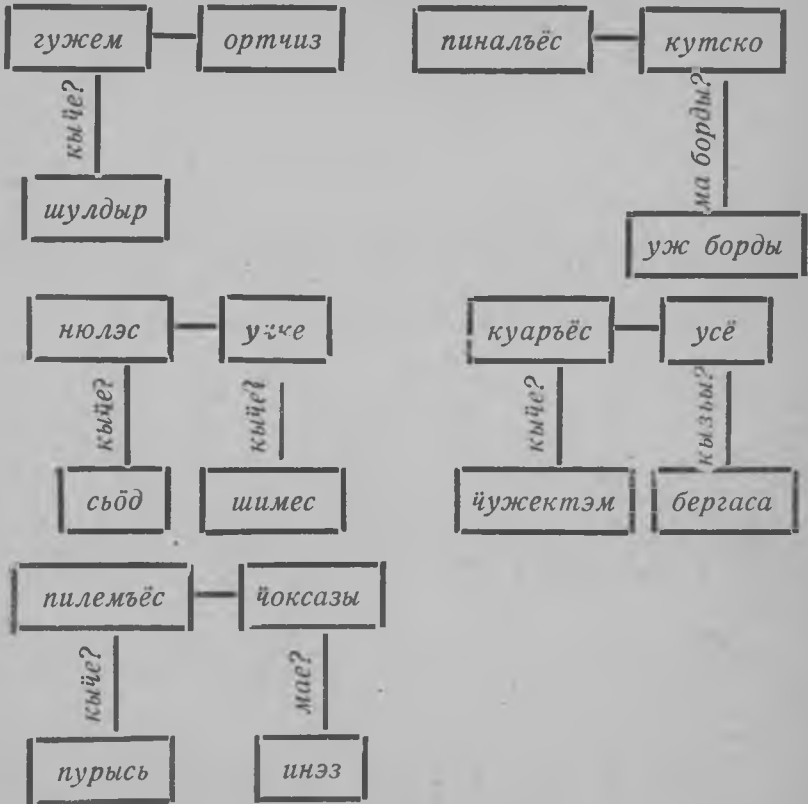 гужем ортчиз
кыӵе?
шулдыр
пиналъёс кутско
ма борды?
уж борды
нюлэс
кыӵе? кыӵе?
сьӧд шимес
куаръёс усё
кыӵе? кызьы?
ӵужектэм бергаса
пилемъёс ӵоксазы
кыӵе? мае?
пурысь инэз